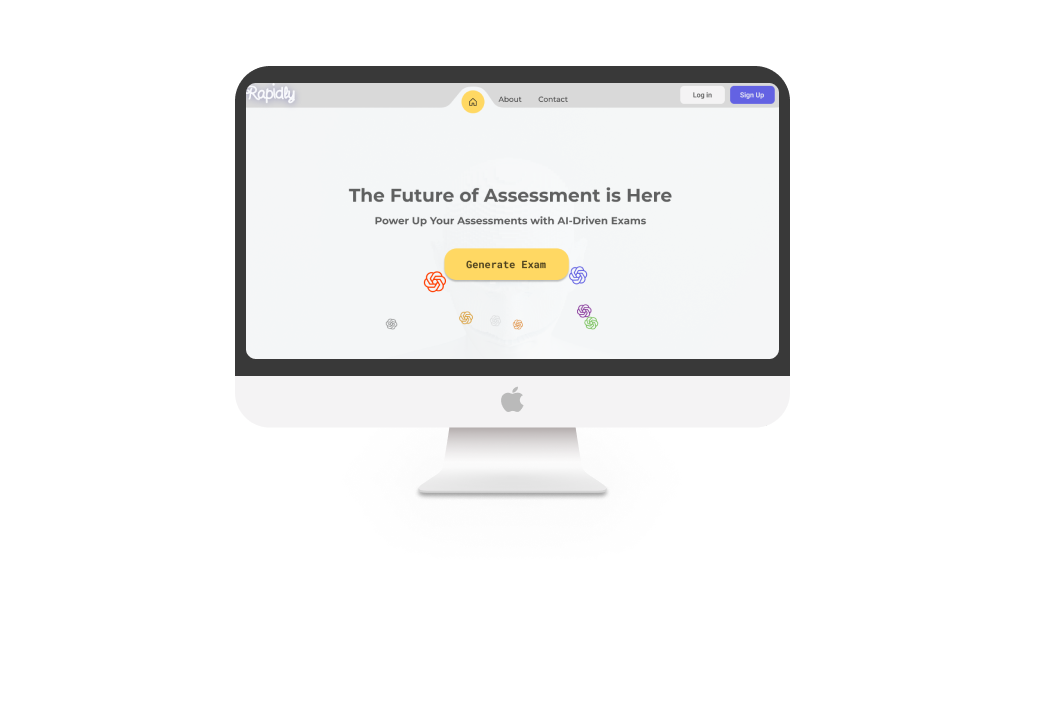 Rapidly
About
Contact
Log in
Sign Up
The Future of Assessment is Here
Power Up Your Assessments with AI-Driven Exams
Generate Exam